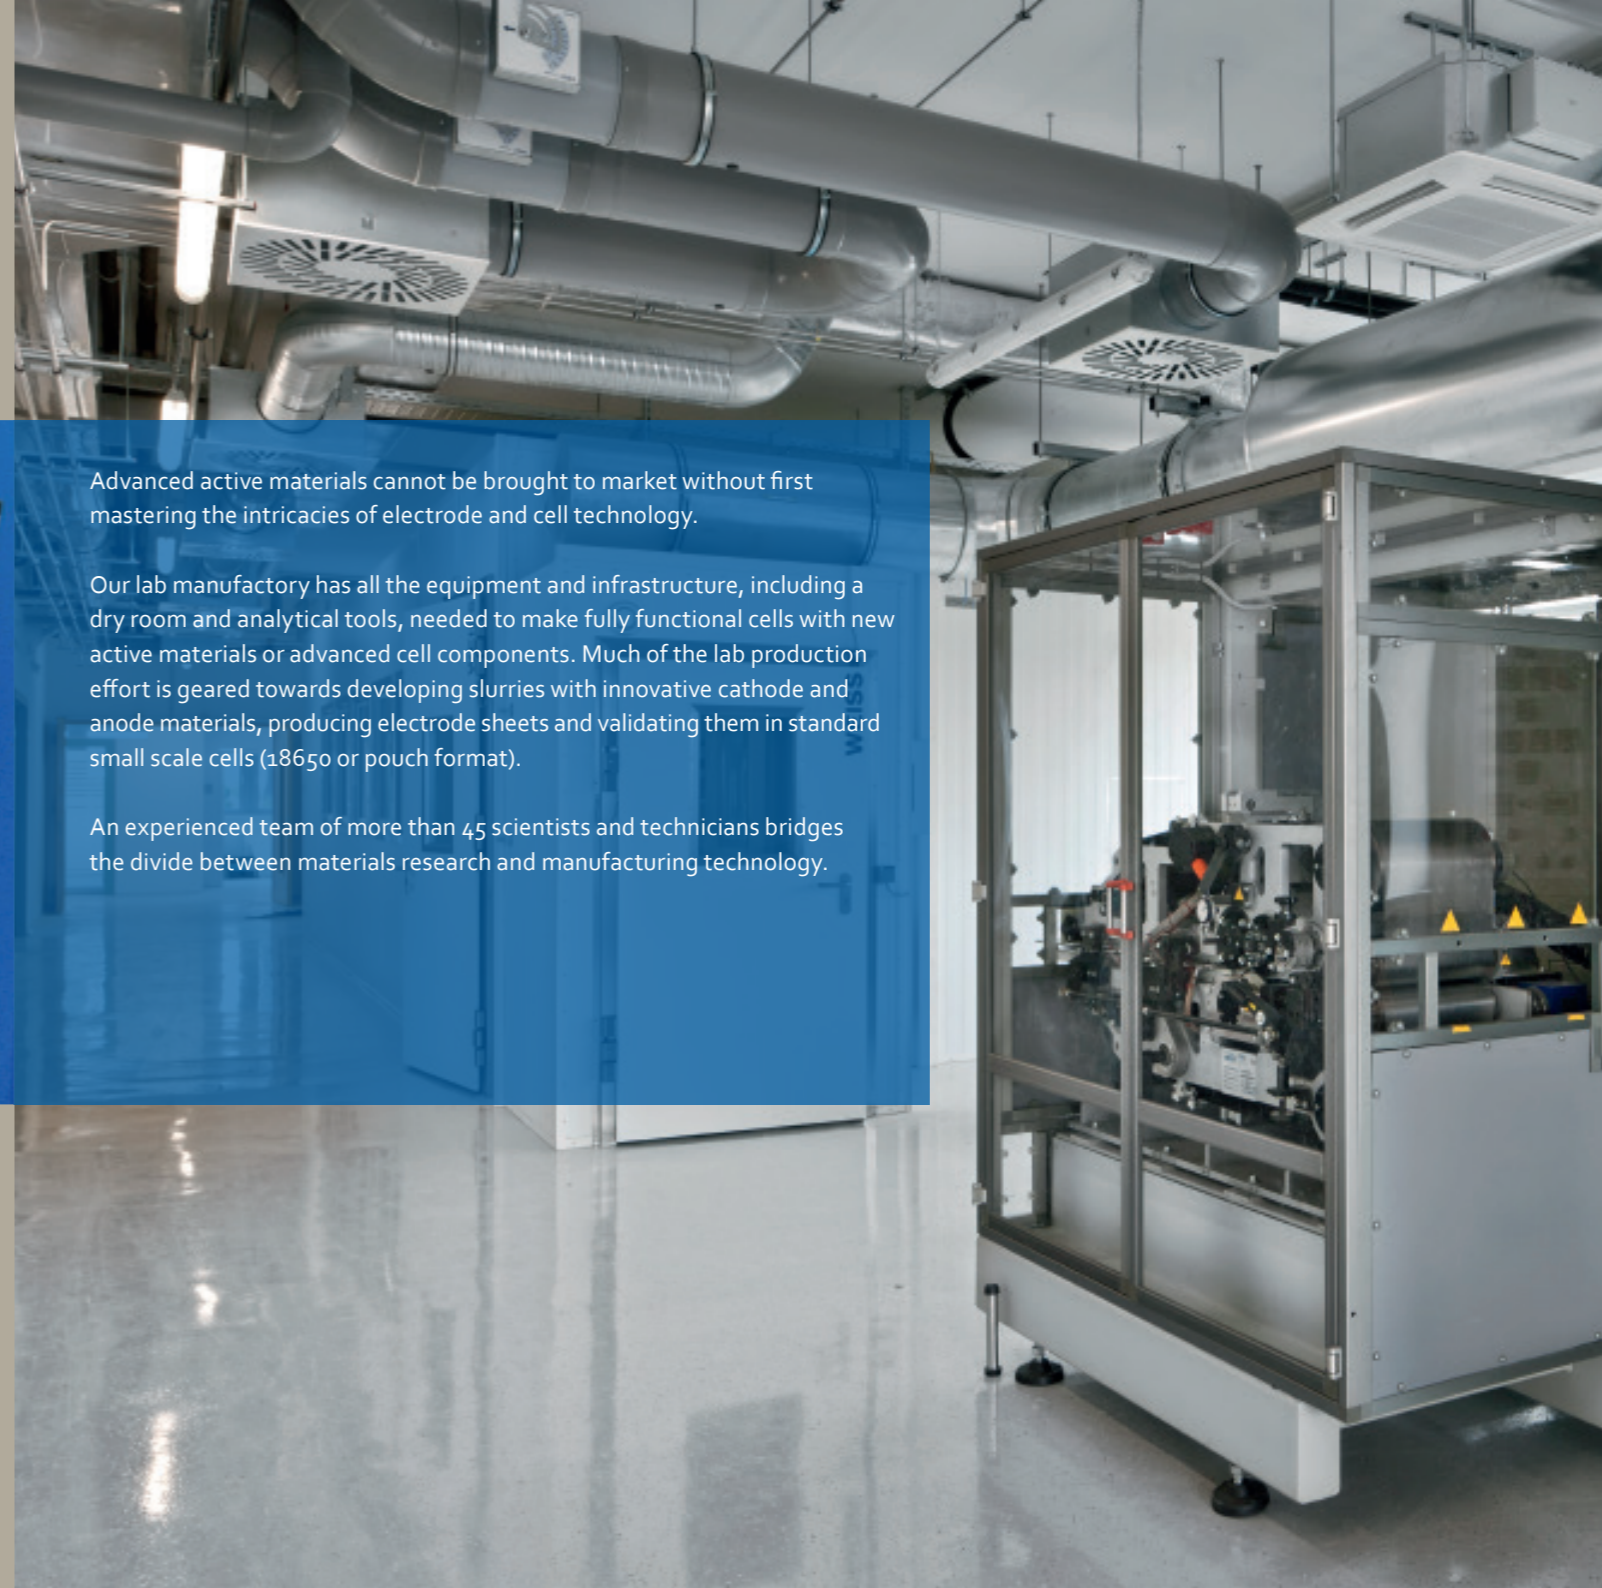 Advanced active materials cannot be brought to market without first
mastering the intricacies of electrode and cell technology.
Our lab manufactory has all the equipment and infrastructure, including a
dry room and analytical tools, needed to make fully functional cells with new
active materials or advanced cell components. Much of the lab production
effort is geared towards developing slurries with innovative cathode and
anode materials, producing electrode sheets and validating them in standard
small scale cells (18650 or pouch format).
An experienced team of more than 45 scientists and technicians bridges
the divide between materials research and manufacturing technology.